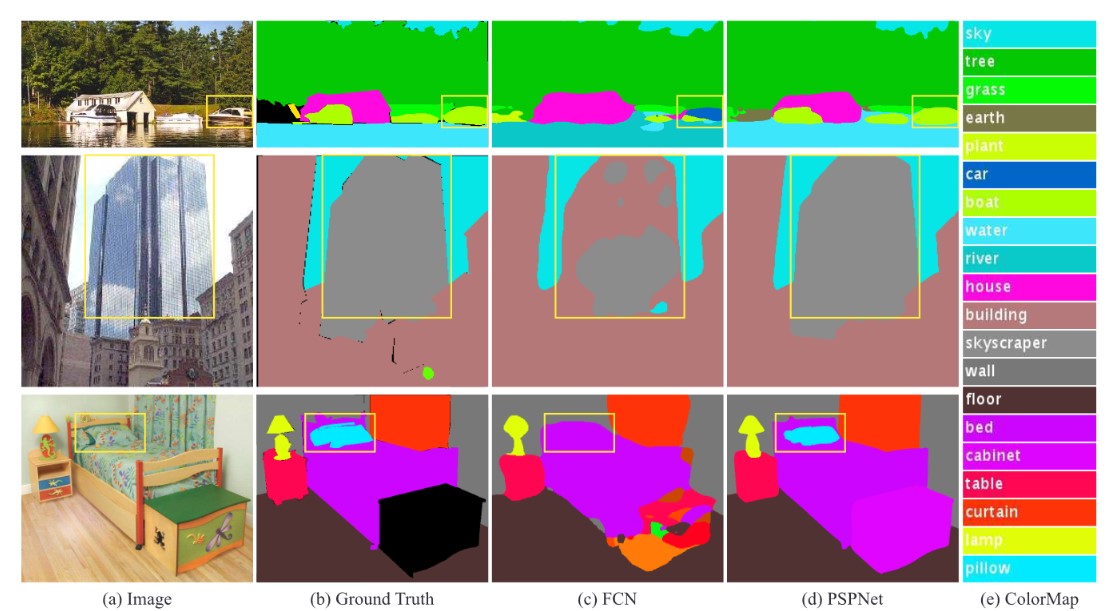 sky
tree
grass
earth
plant
car
boat
water
river
house
building
skyscraper
wall
floor
bed
cabinet
table
curtain
lamp
pillow
(a) Image (b) Ground Truth (c) FCN (d) PSPNet (e) ColorMap